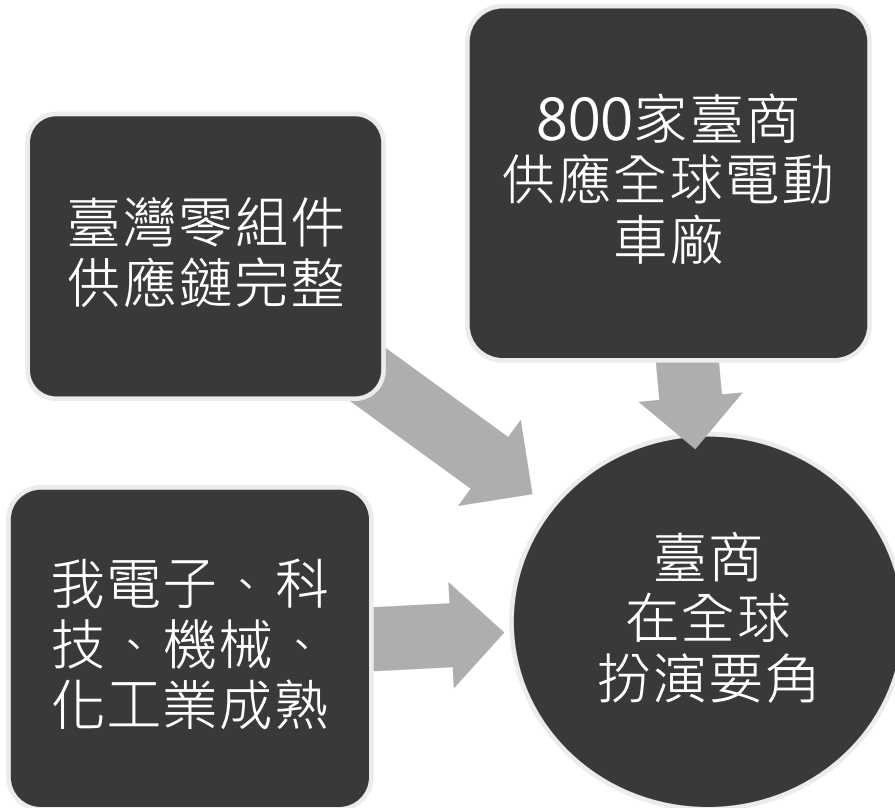 800家臺商
供應全球電動
車廠
臺灣零組件
供應鏈完整
我電子、科
技、機械、
化工業成熟
臺商
在全球
扮演要角